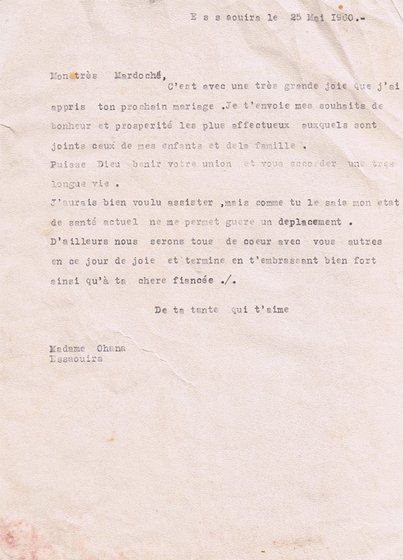 E s s aouira le 25 Mai 1960.-
Mon très Mardoché,
C'est avec une très grande joie que j'ai
appris ton prochain mariage .Je t'envoie mes souhaits de
bonheur et prosperité les plus affectueux auxquels sont
joints ceux de mes enfants et dela famille .
Puisse Dieu benir votre union et vous accorder une tres
longue vie .
J'aurais bien voulu assister ,mais comme tu le sais mon etat
de santé actuel ne me permet guere un deplacement .
D'ailleurs nous serons tous de coeur avec vous autres
en ce jour de joie et termine en t'embrassant bien fort
ainsi qu'à ta chere fiancée ./.
De ta tante qui t'aime
Madame Ohana
Essaouira